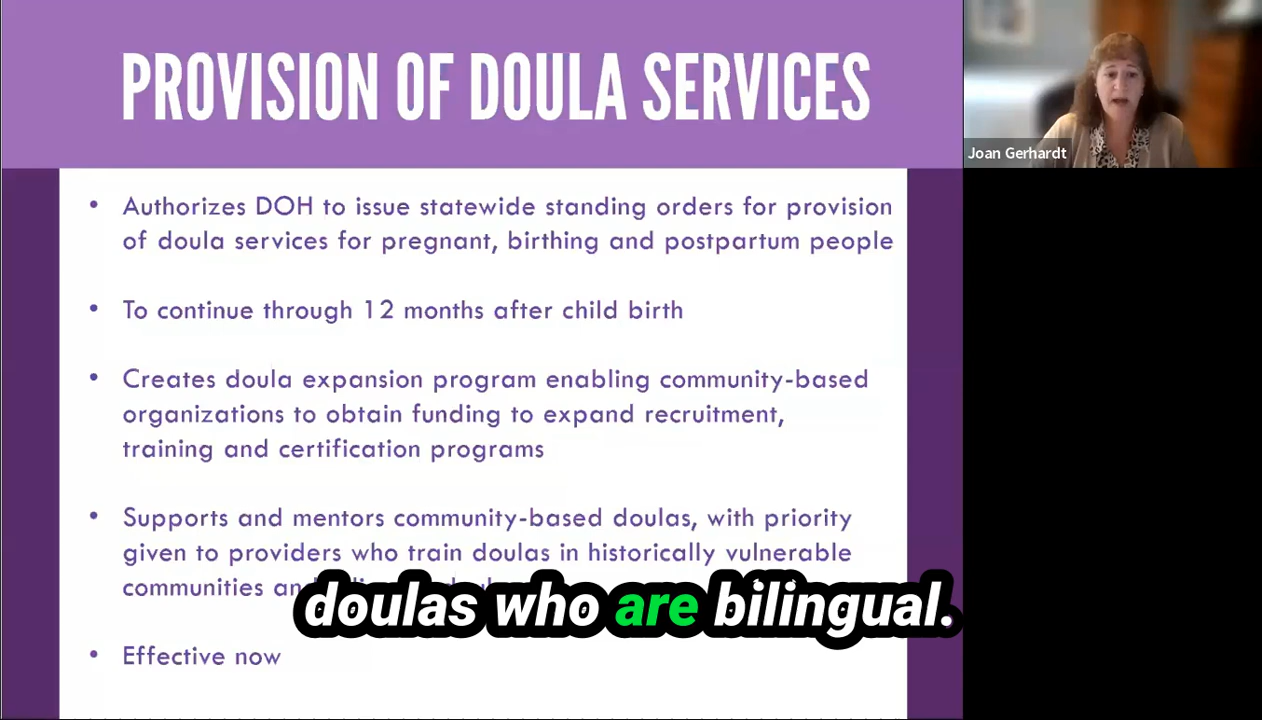 PROVISION OF DOULA SERVICES
Joan Gerhardt
• Authorizes DOH to issue statewide standing orders for provision
of doula services for pregnant, birthing and postpartum people
• To continue through 12 months after child birth
• Creates doula expansion program enabling community-based
organizations to obtain funding to expand recruitment,
training and certification programs
• Supports and mentors community-based doulas, with priority
given to providers who train doulas in historically vulnerable
communities
doulas who are bilingual.
• Effective now